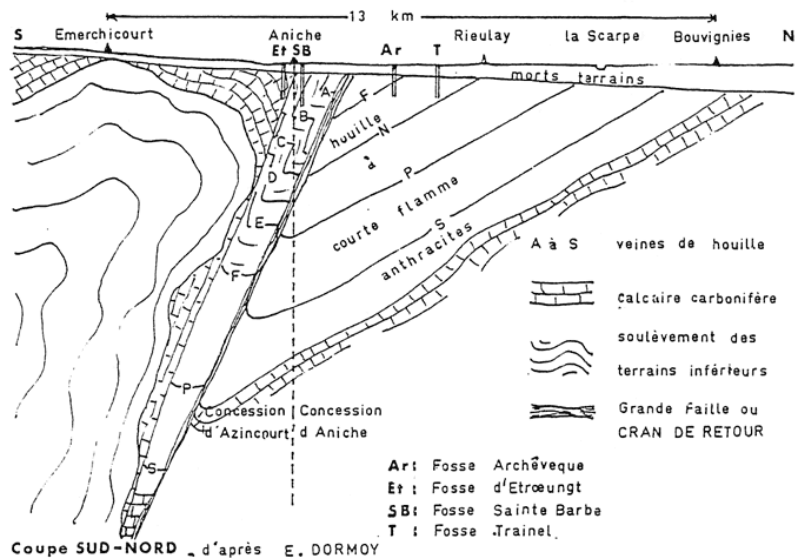 13 km
S Emerchicourt Aniche Rieulay la Scarpe Bouvignies N
Et SB Ar T
morts terrains
A F
B houille N
C à
D P
courte flamme
E S
anthracites
F
P
S
Concession Concession
d'Azincourt d'Aniche
A à S veines de houille
Calcaire carbonifère
soulèvement des
terrains inférieurs
Grande Faille ou
CRAN DE RETOUR
Ar: Fosse Archêveque
Et: Fosse d'Etrœungt
SB: Fosse Sainte Barbe
T : Fosse Trainel
Coupe SUD-NORD _ d'après E. DORMOY